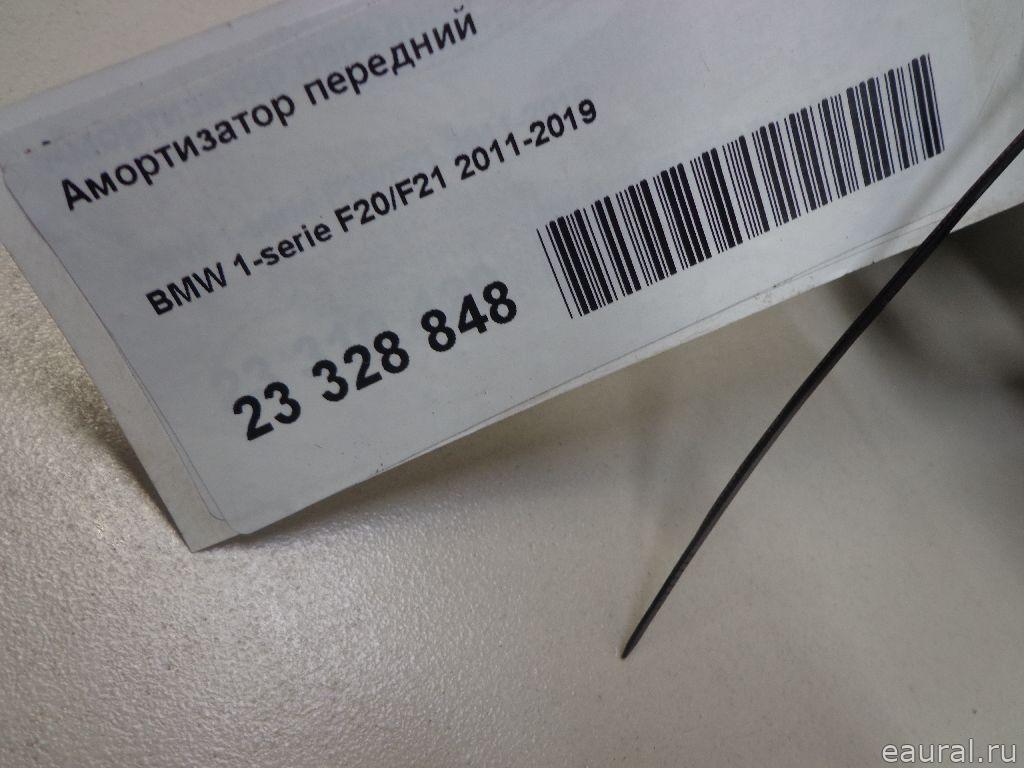 Амортизатор передний
BMW 1-serie F20/F21 2011-2019
23 328 848
eaural.ru